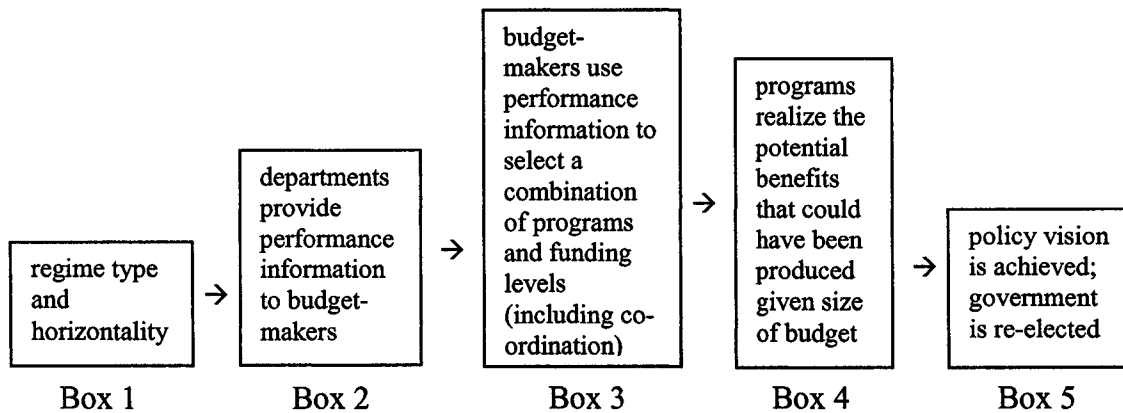 regime type
and
horizontality
→
departments
provide
performance
information
to budget-
makers
→
budget-
makers use
performance
information to
select a
combination
of programs
and funding
levels
(including co-
ordination)
→
programs
realize the
potential
benefits
that could
have been
produced
given size
of budget
→
policy vision
is achieved;
government
is re-elected
Box 1
Box 2
Box 3
Box 4
Box 5